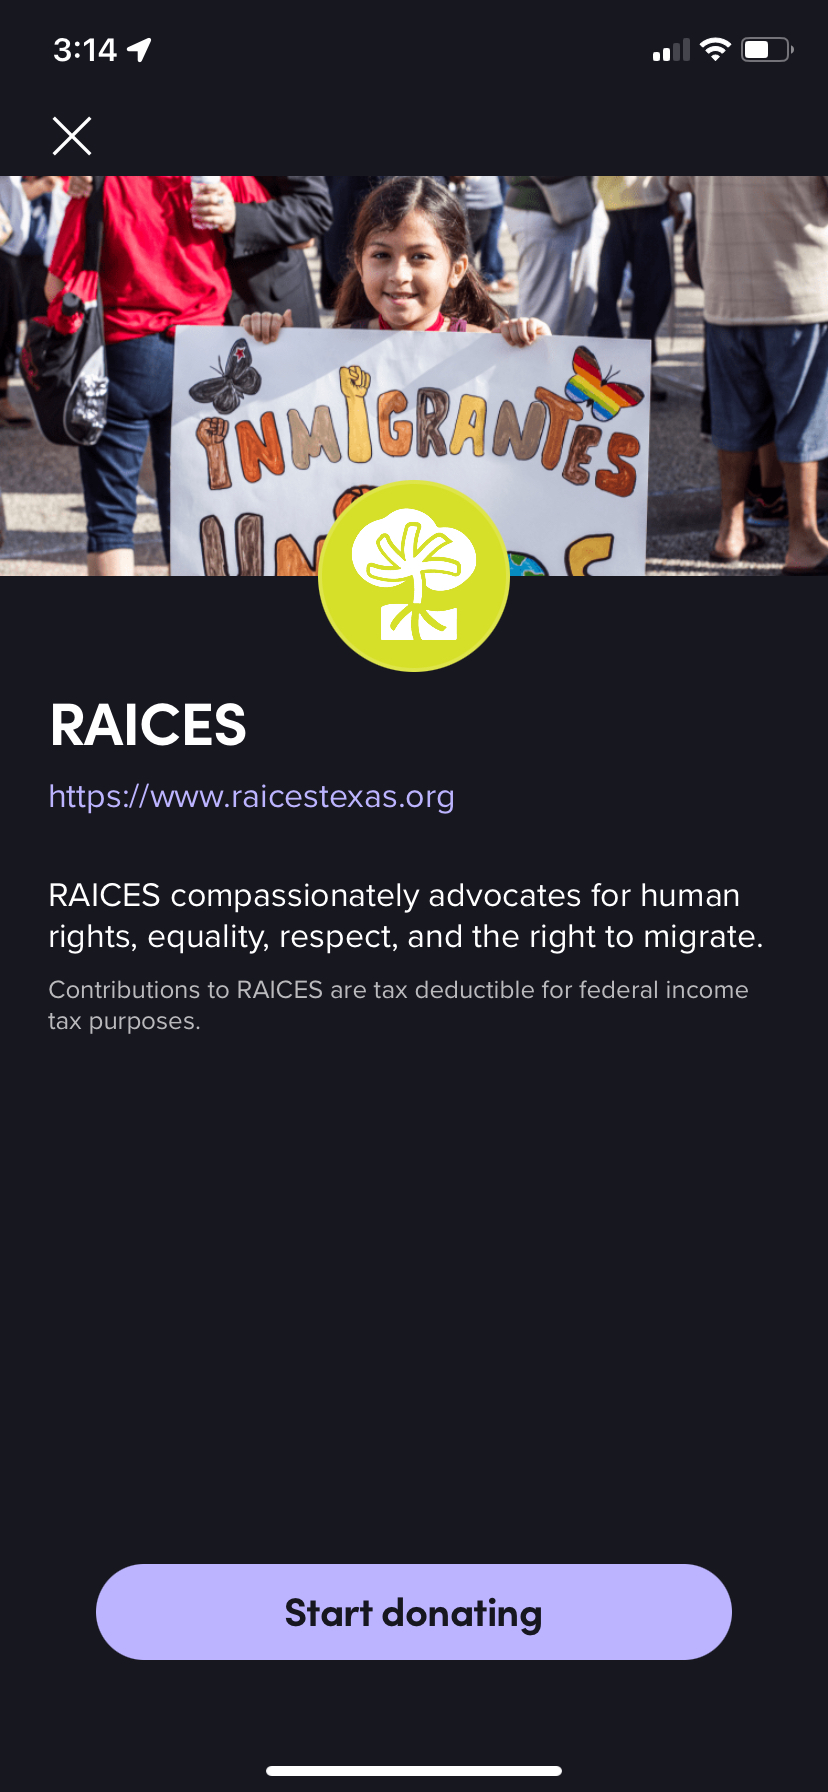 3:14
INMIGRANTES
RAICES
https://www.raicestexas.org
RAICES compassionately advocates for human
rights, equality, respect, and the right to migrate.
Contributions to RAICES are tax deductible for federal income
tax purposes.
Start donating